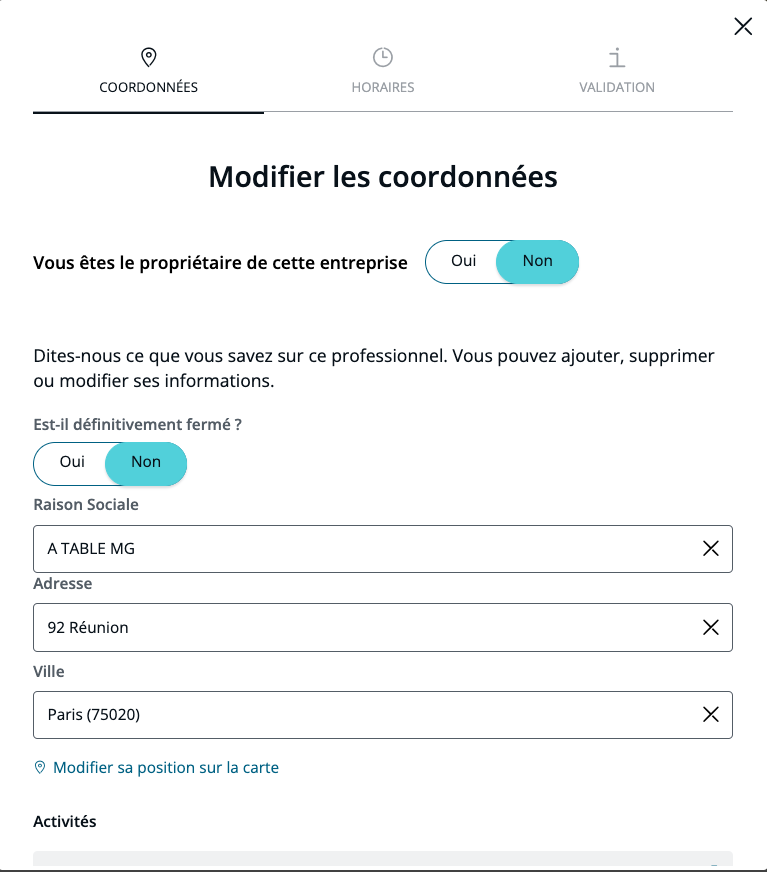 COORDONNÉES
HORAIRES
VALIDATION
Modifier les coordonnées
Vous êtes le propriétaire de cette entreprise
Oui
Non
Dites-nous ce que vous savez sur ce professionnel. Vous pouvez ajouter, supprimer
ou modifier ses informations.
Est-il définitivement fermé ?
Oui
Non
Raison Sociale
A TABLE MG
Adresse
92 Réunion
Ville
Paris (75020)
Modifier sa position sur la carte
Activités